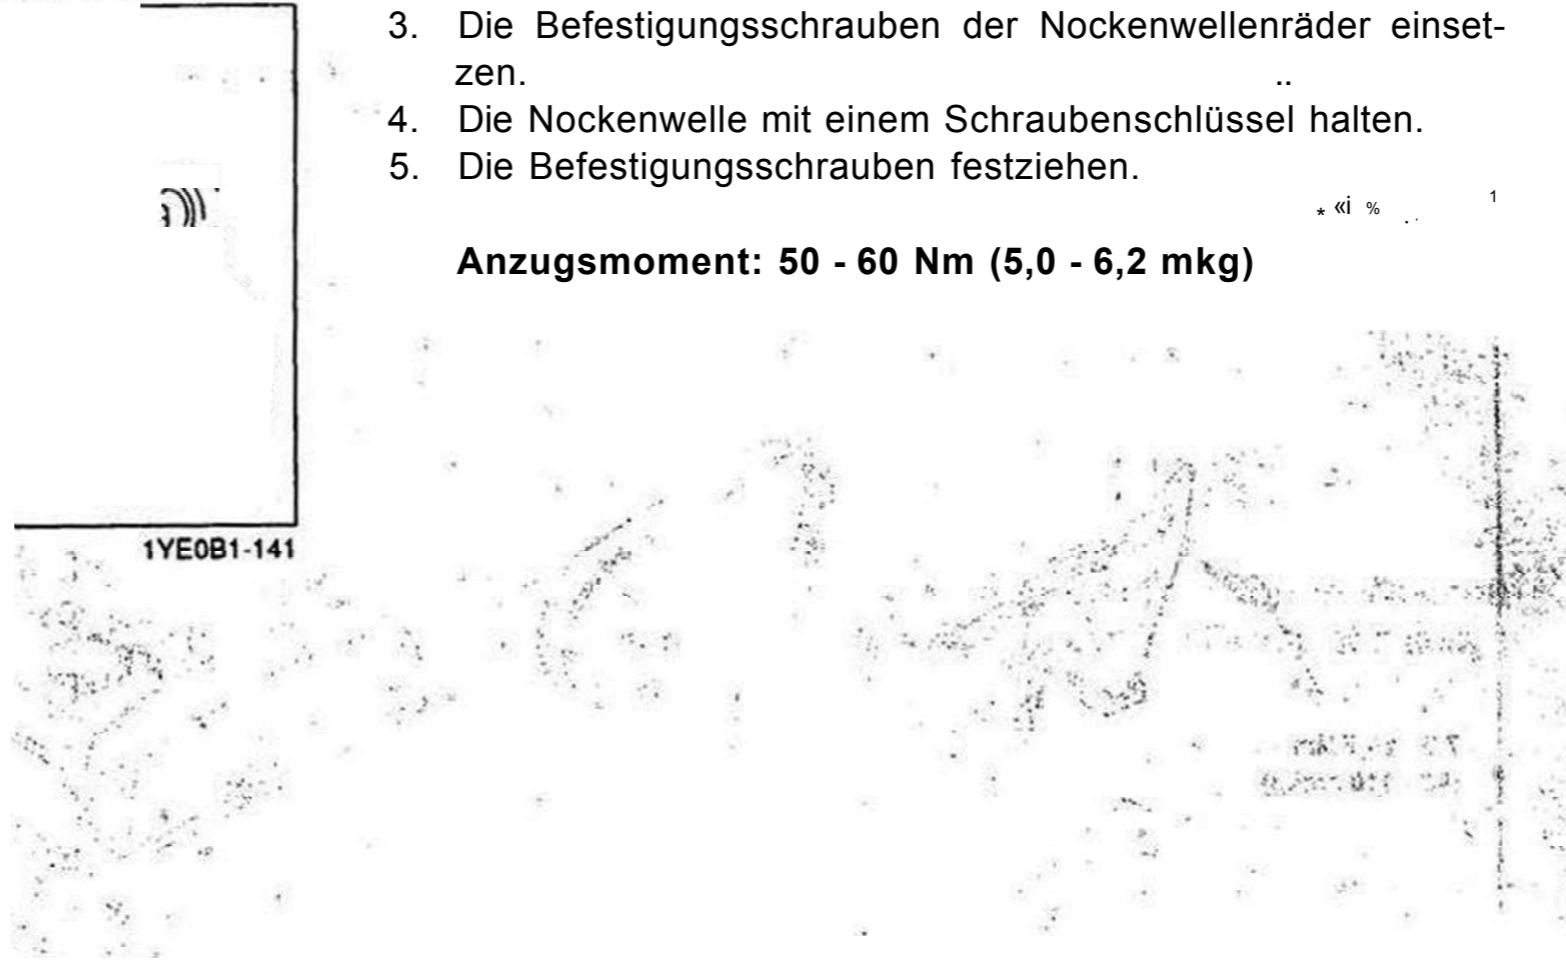 3. Die Befestigungsschrauben der Nockenwellenräder einset-
zen.
4. Die Nockenwelle mit einem Schraubenschlüssel halten.
5. Die Befestigungsschrauben festziehen.
Anzugsmoment: 50 - 60 Nm (5,0 - 6,2 mkg)
1YE0B1-141